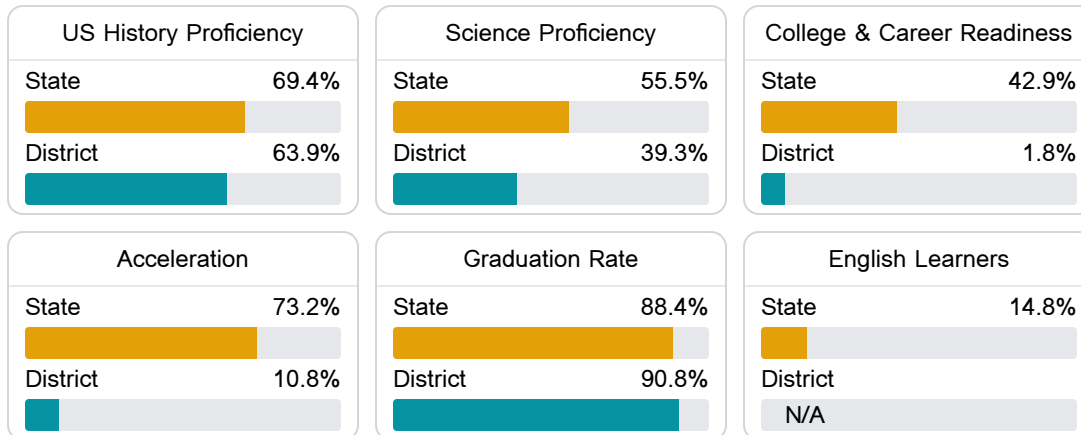 US History Proficiency
State 69.4%
District 63.9%
Science Proficiency
State 55.5%
District 39.3%
College & Career Readiness
State 42.9%
District 1.8%
Acceleration
State 73.2%
District 10.8%
Graduation Rate
State 88.4%
District 90.8%
English Learners
State 14.8%
District
N/A